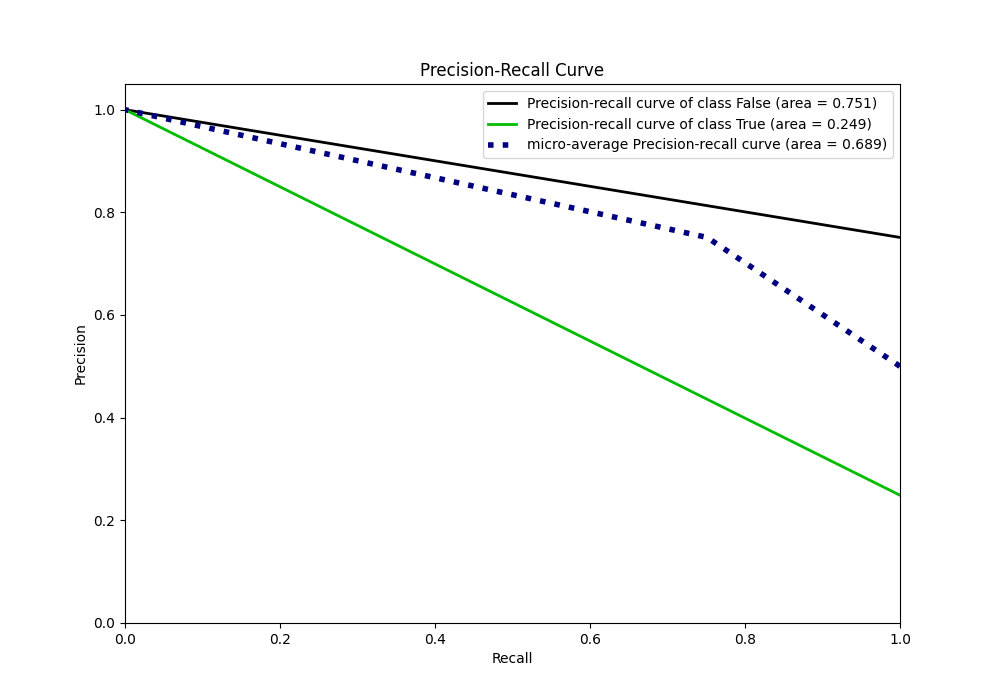 Precision-Recall Curve
Precision-recall curve of class False (area = 0.751)
Precision-recall curve of class True (area = 0.249)
micro-average Precision-recall curve (area = 0.689)
Precision
1.0
0.8
0.6
0.4
0.2
0.0
0.0 0.2 0.4 0.6 0.8 1.0
Recall